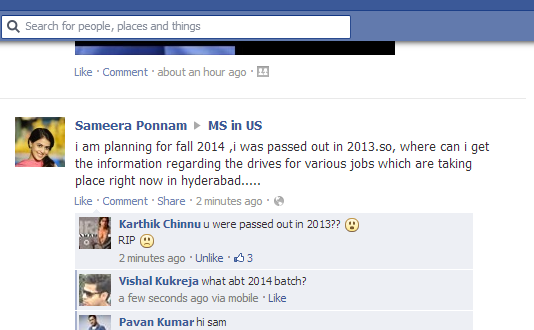 Search for people, places and things
Like · Comment · about an hour ago ·
Sameera Ponnam ▶ MS in US
i am planning for fall 2014 ,i was passed out in 2013.so, where can i get
the information regarding the drives for various jobs which are taking
place right now in hyderabad.....
Like · Comment · Share · 2 minutes ago ·
Karthik Chinnu u were passed out in 2013??
RIP
2 minutes ago · Unlike · 3
Vishal Kukreja what abt 2014 batch?
a few seconds ago via mobile · Like
Pavan Kumar hi sam